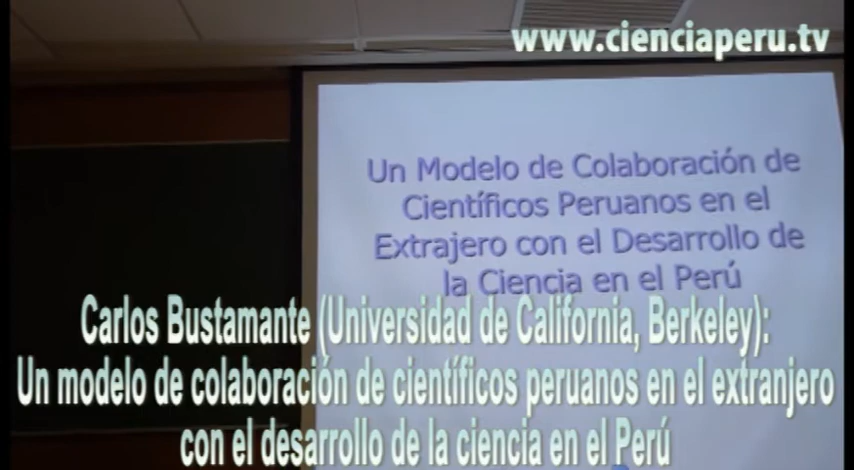 www.cienciaperu.tv
Un Modelo de Colaboración de
Científicos Peruanos en el
Extrajero con el Desarrollo de
la Ciencia en el Perú
Carlos Bustamante (Universidad de California, Berkeley):
Un modelo de colaboración de científicos peruanos en el extranjero
con el desarrollo de la ciencia en el Perú